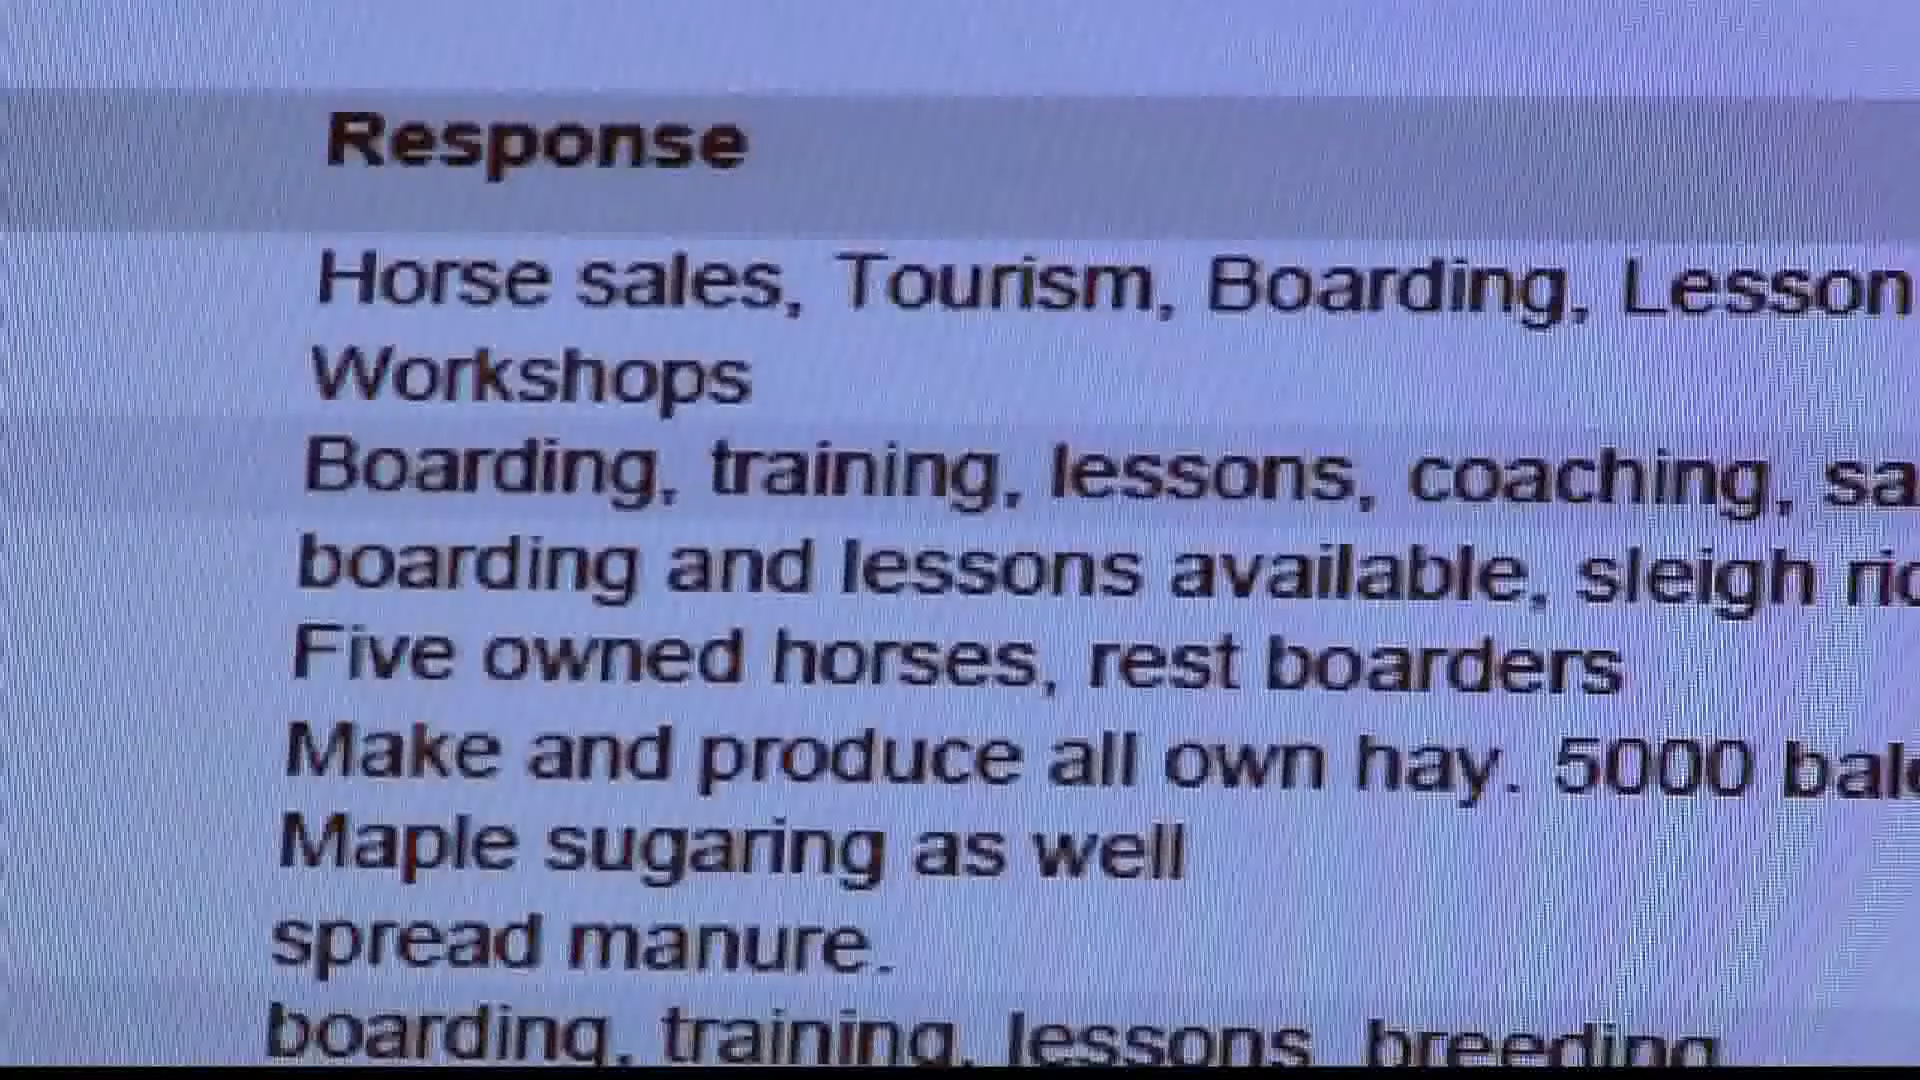 Response
Horse sales, Tourism, Boarding, Lesson
Workshops
Boarding, training, lessons, coaching,
boarding and lessons available, sleigh
Five owned horses, rest boarders
Make and produce all own hay. 5000
Maple sugaring as well
spread manure.
boarding, training, lessons, breeding